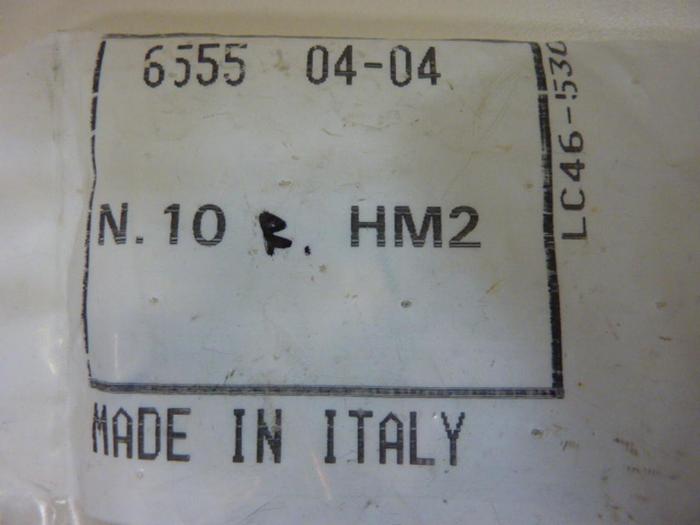 6555 04-04
N. 10 R. HM2
LC46-530
MADE IN ITALY